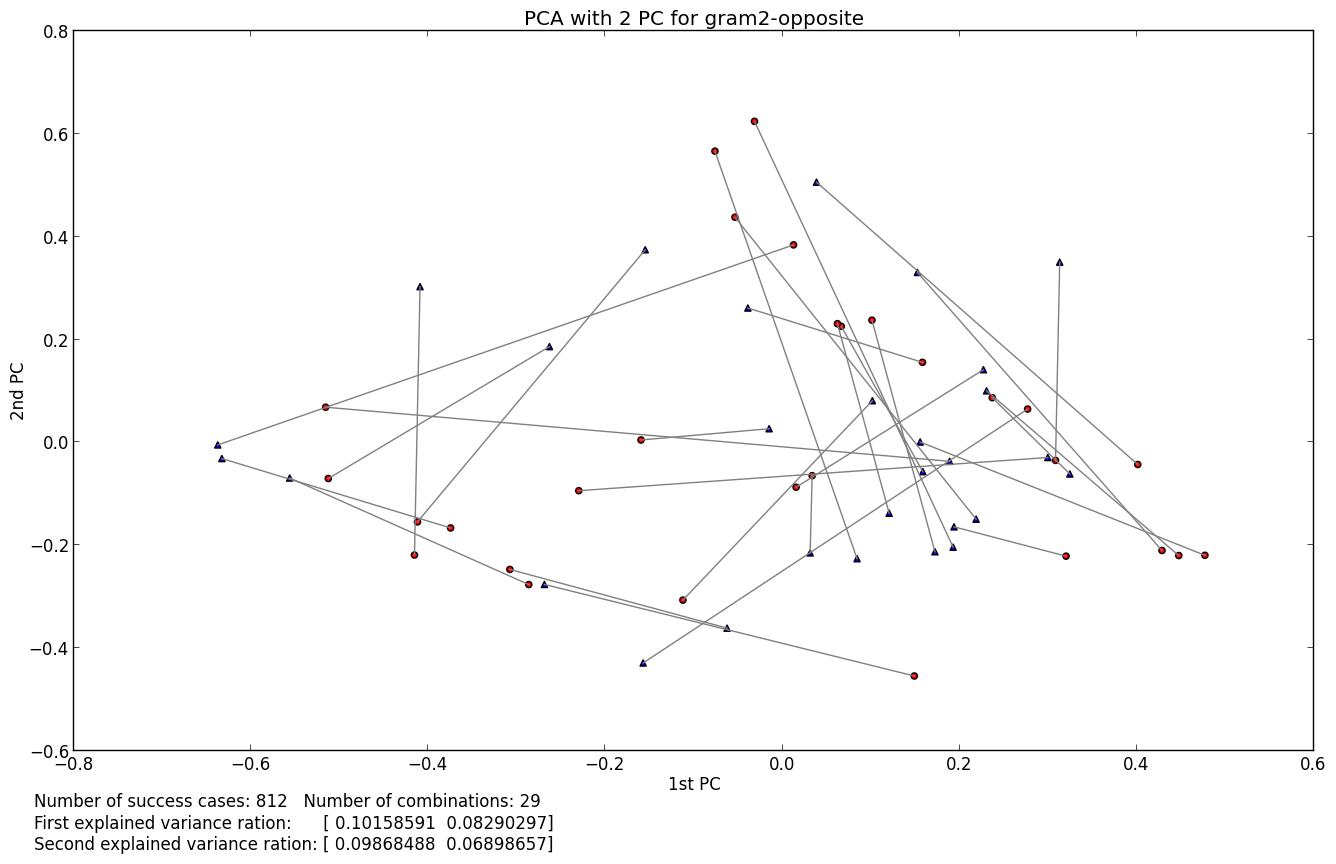 PCA with 2 PC for gram2-opposite
0.8
0.6
0.4
0.2
0.0
−0.2
−0.4
−0.6
2nd PC
−0.8 −0.6 −0.4 −0.2 0.0 0.2 0.4 0.6
1st PC
Number of success cases: 812 Number of combinations: 29
First explained variance ration: [ 0.10158591 0.08290297]
Second explained variance ration: [ 0.09868488 0.06898657]